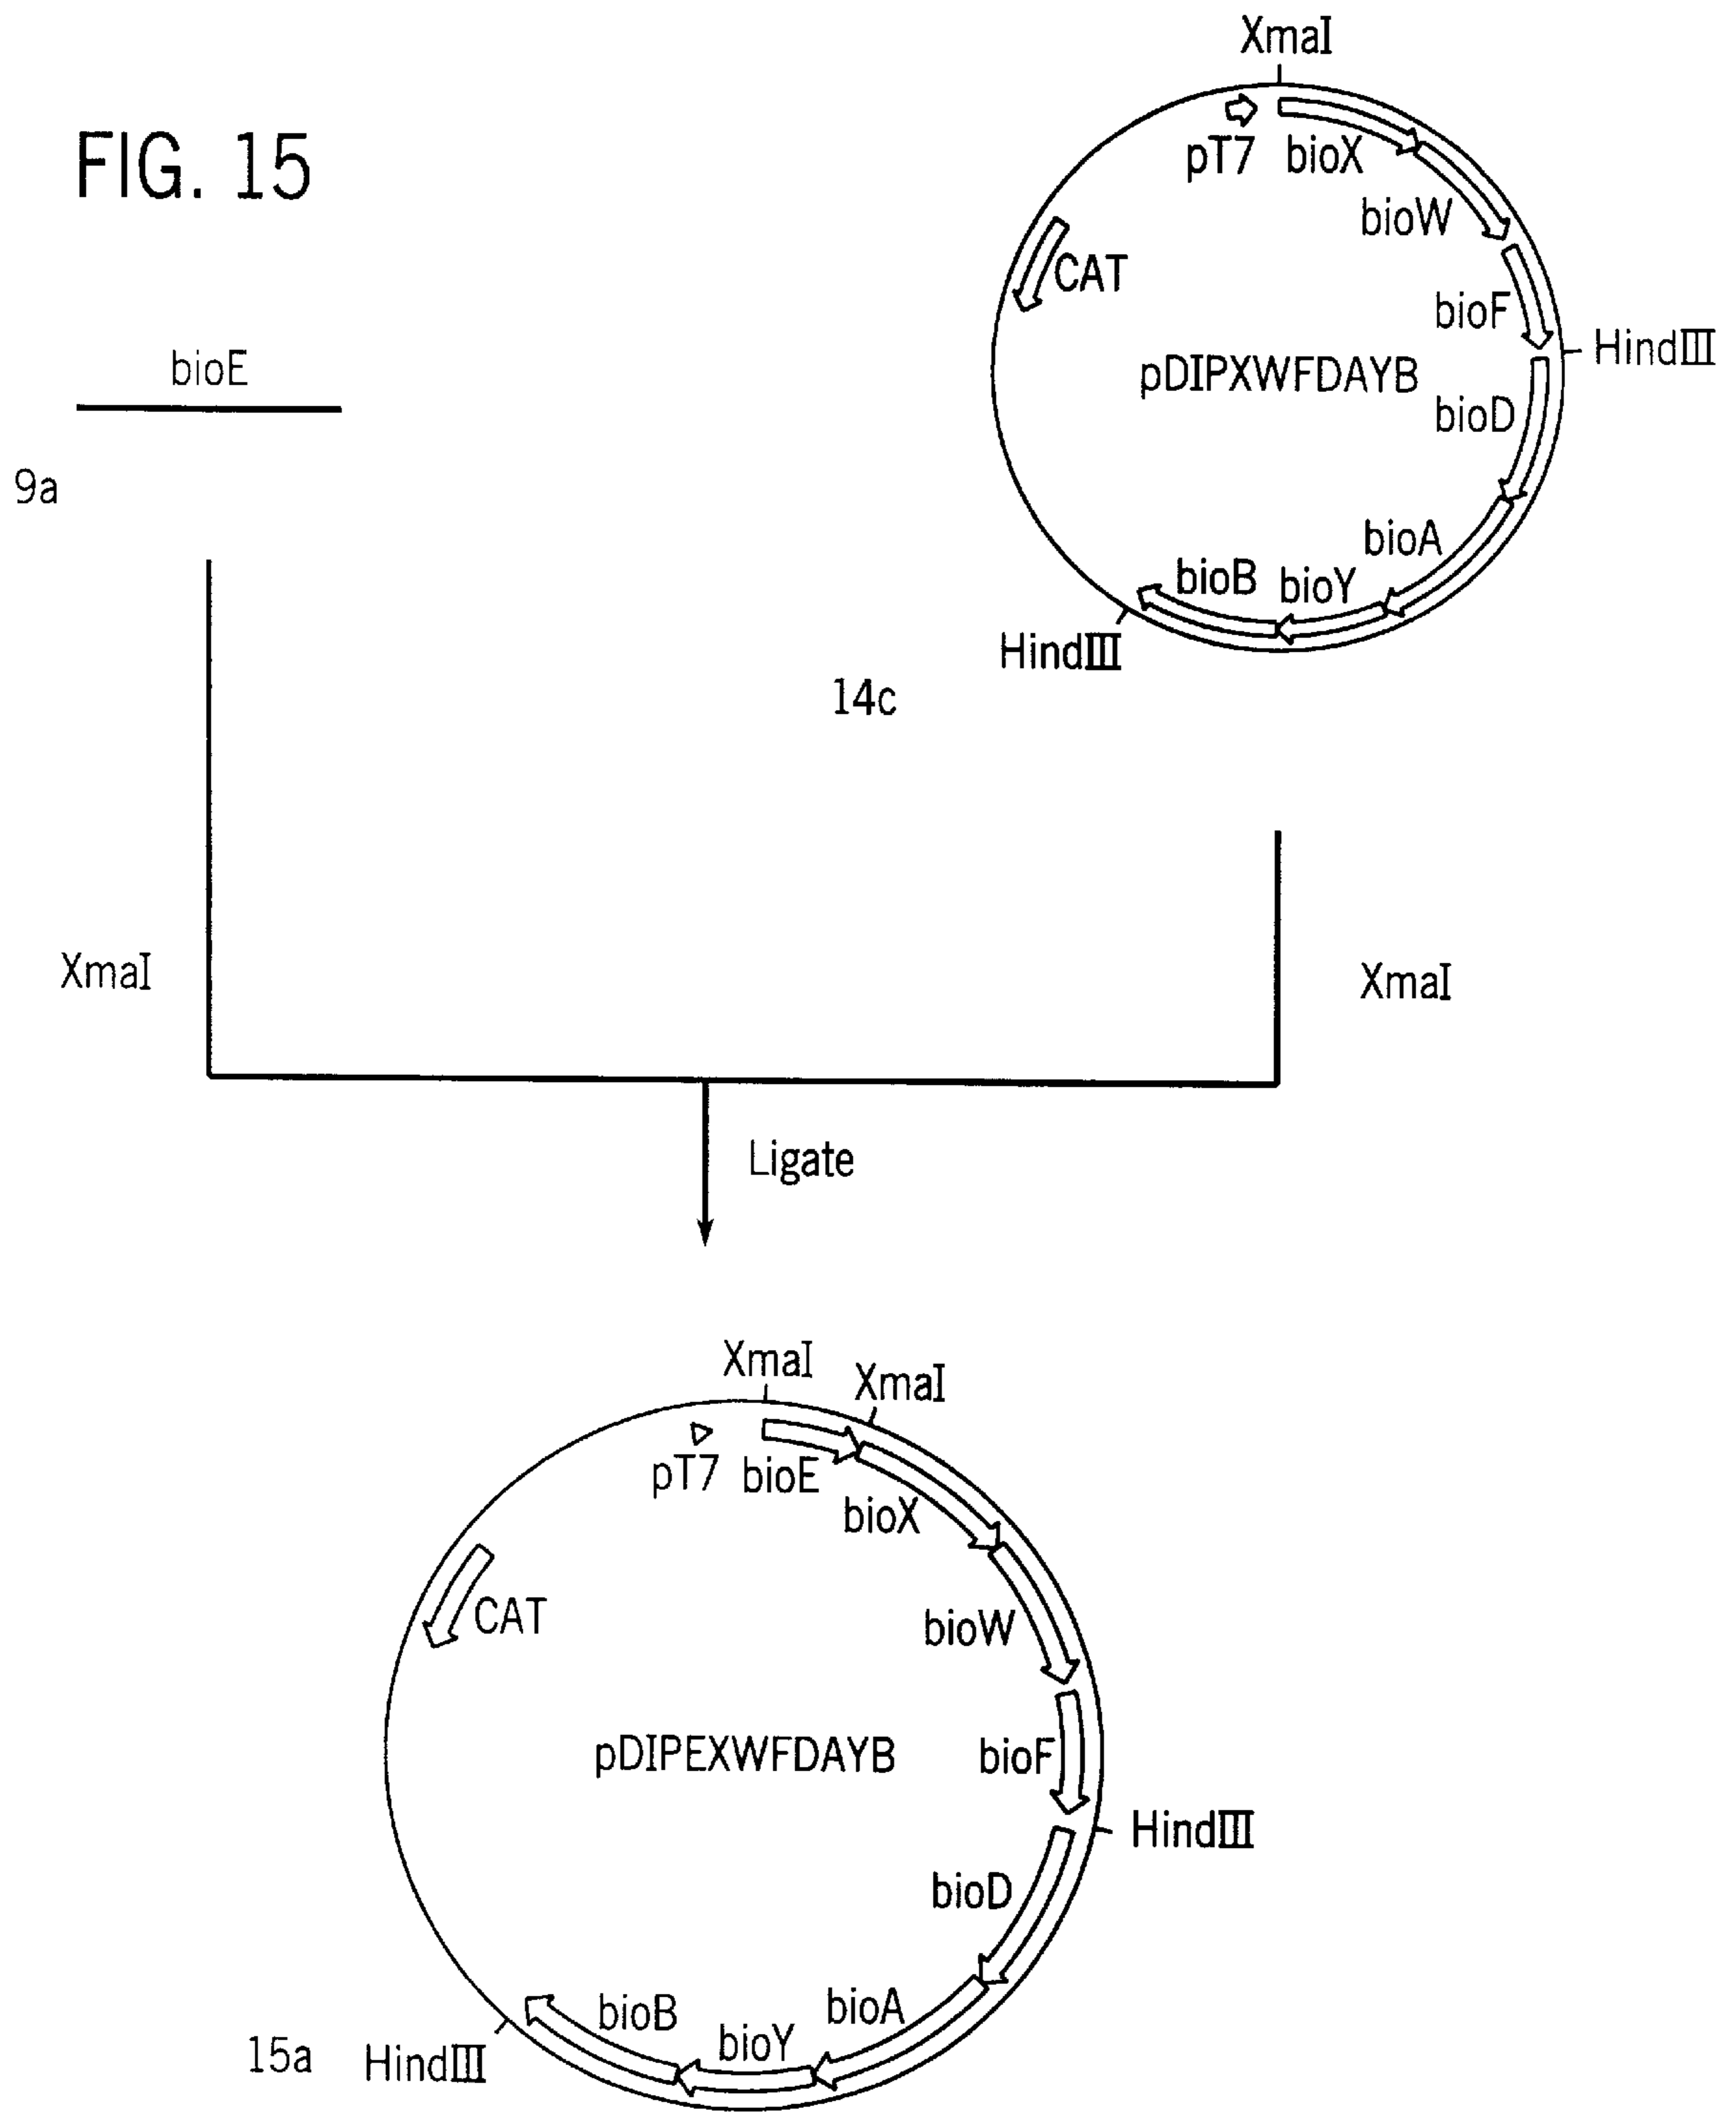 FIG. 15
XmaI
pT7
bioX
bioW
CAT
bioF
HindIII
pDIPXWFDAYB
bioE
bioD
9a
bioA
bioB
bioY
HindIII
14c
XmaI
XmaI
Ligate
XmaI
XmaI
pT7
bioE
bioX
CAT
bioW
pDIPEXWFDAYB
bioF
HindIII
bioD
bioA
bioB
bioY
15a
HindIII